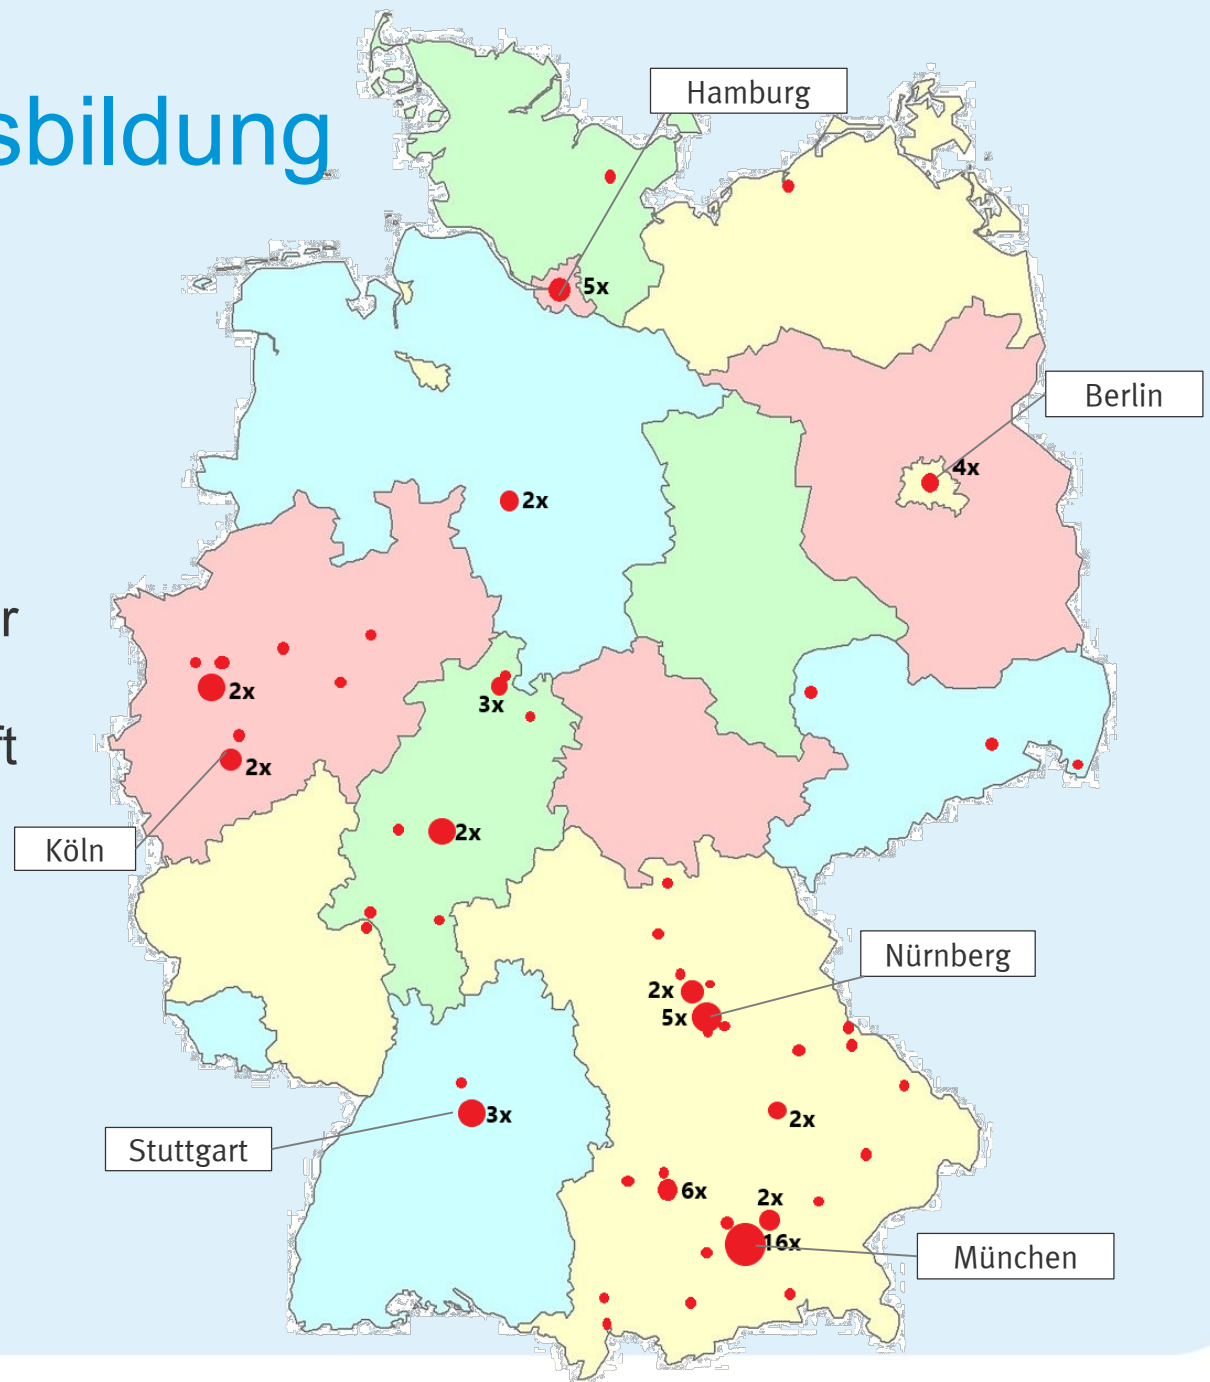 sbildung
Hamburg
5x
Berlin
4x
2x
r
2x
3x
ft
2x
Köln
2x
Nürnberg
2x
5x
Stuttgart
3x
2x
6x
2x
16x
München